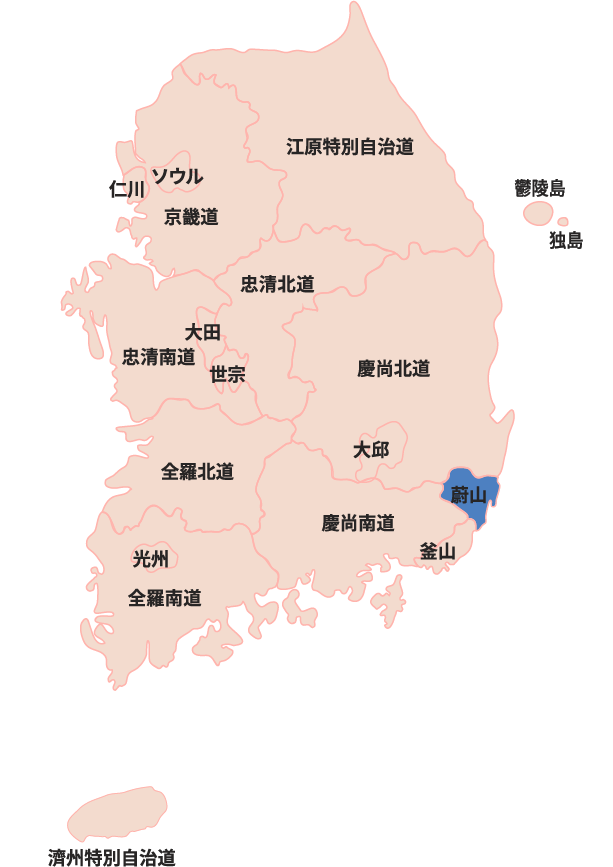 江原特別自治道
ソウル
仁川
鬱陵島
京畿道
独島
忠清北道
大田
忠清南道
慶尚北道
世宗
大邱
全羅北道
蔚山
慶尚南道
釜山
光州
全羅南道
濟州特別自治道